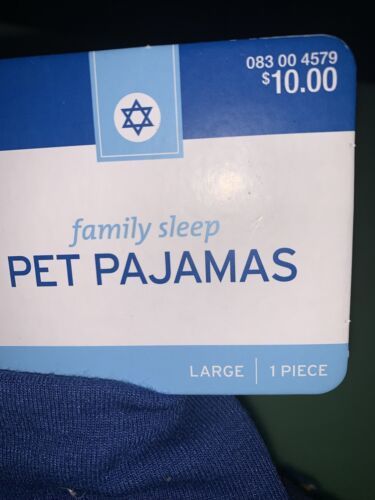 083 00 4579
$10.00
family sleep
PET PAJAMAS
LARGE | 1 PIECE